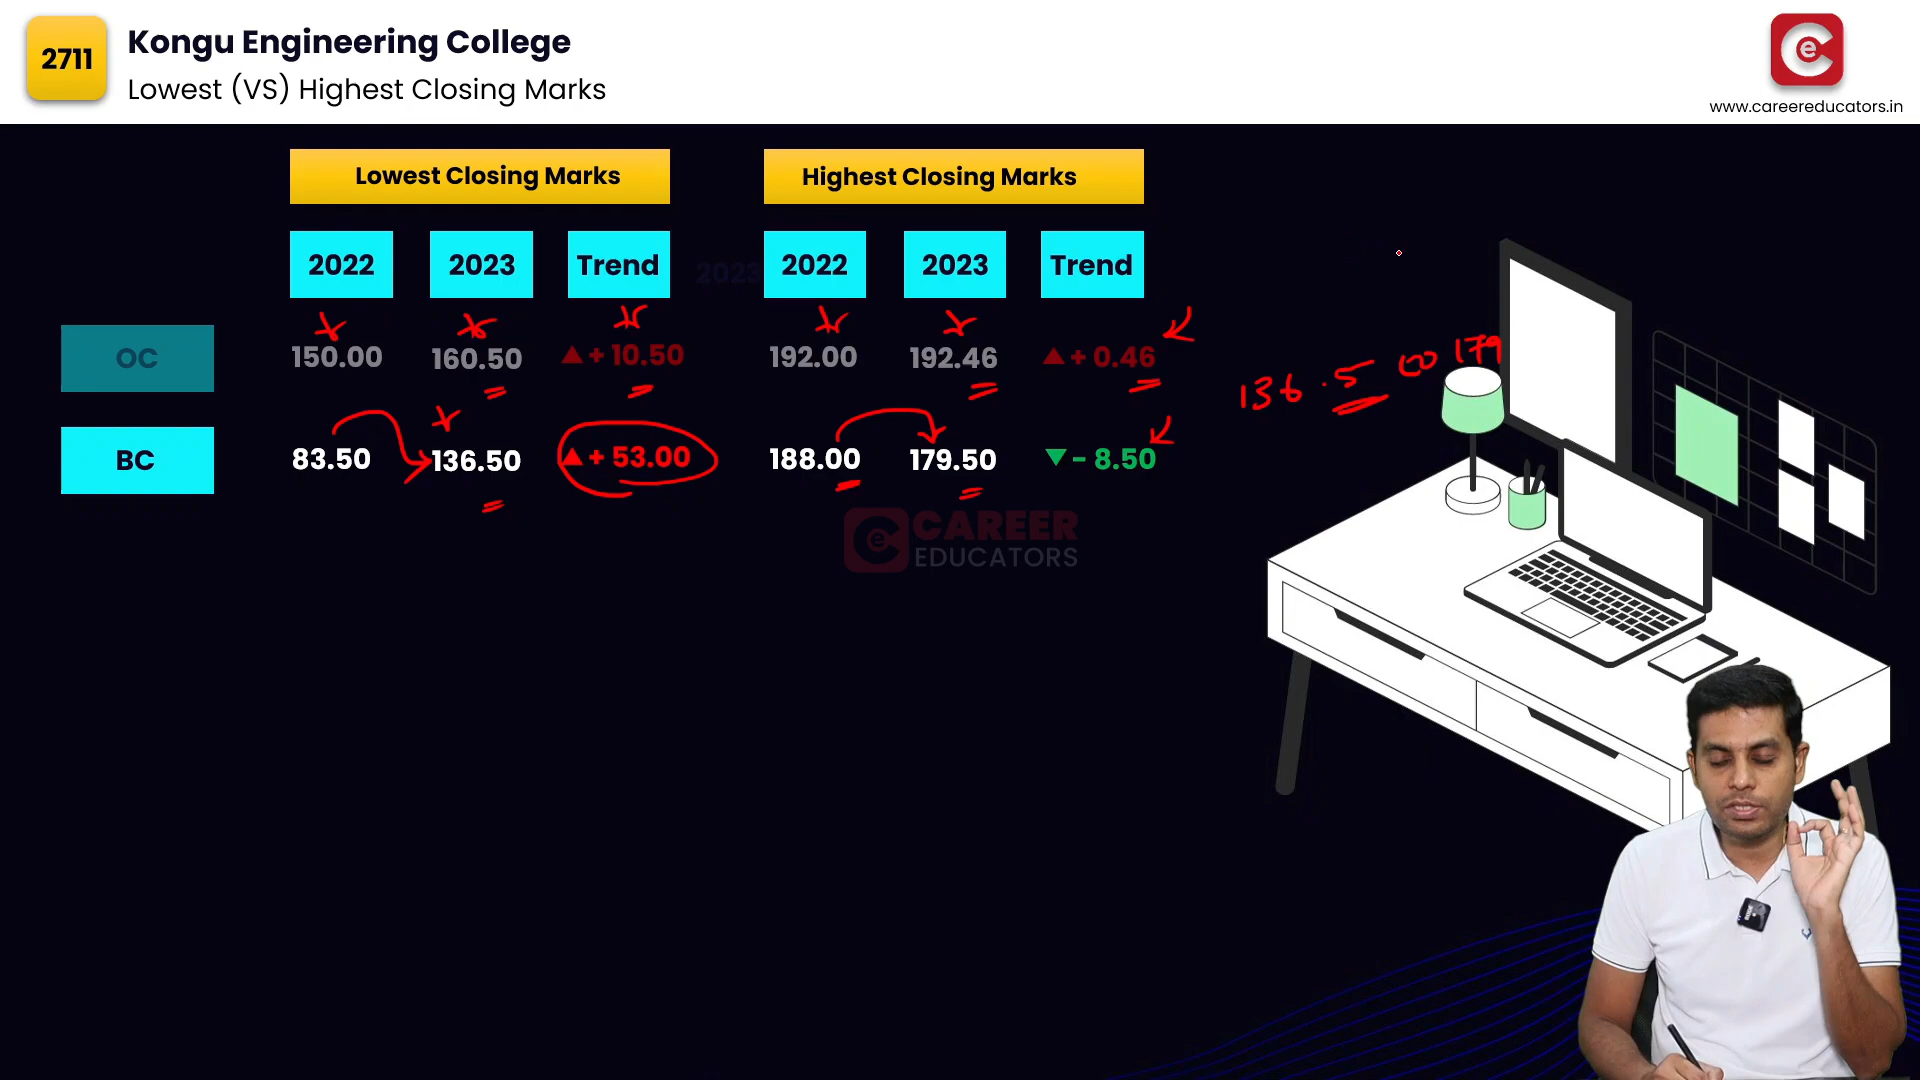 2711
Kongu Engineering College
Lowest (VS) Highest Closing Marks
e
www.careereducators.in
Lowest Closing Marks
Highest Closing Marks
2022 2023 Trend 2023 2022 2023 Trend
OC 150.00 160.50 ▲ + 10.50 192.00 192.46 ▲ + 0.46
136.5 to 179
BC 83.50 136.50 ▲ + 53.00 188.00 179.50 ▼ - 8.50
e CAREER
EDUCATORS